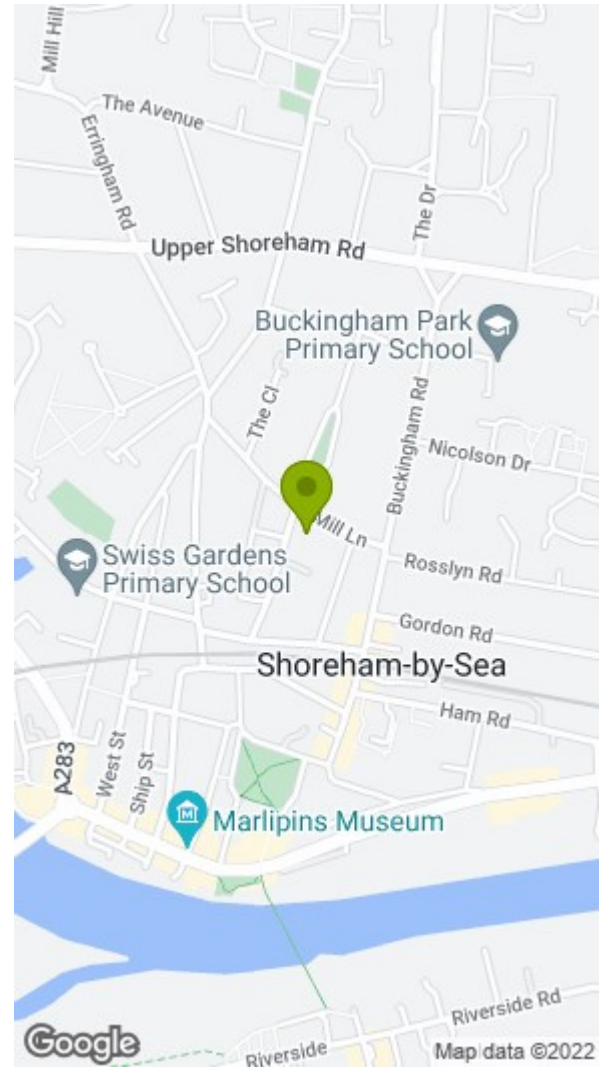 Mill Hill
The Avenue
Erringham Rd
Upper Shoreham Rd
The Dr
Buckingham Park
Primary School
The Cl
Buckingham Rd
Nicolson Dr
Mill Ln
Swiss Gardens
Primary School
Rosslyn Rd
Gordon Rd
Shoreham-by-Sea
Ham Rd
A283
West St
Ship St
M
Marlipins Museum
Riverside Rd
Google
Riverside
Map data ©2022